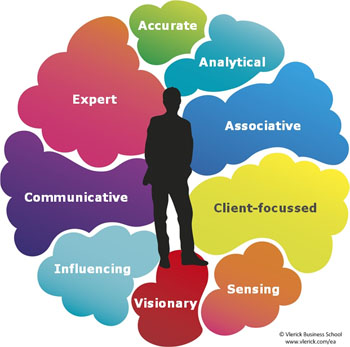 Accurate
Analytical
Expert
Associative
Communicative
Client-focussed
Influencing
Sensing
Visionary
© Vlerick Business School
www.vlerick.com/ea